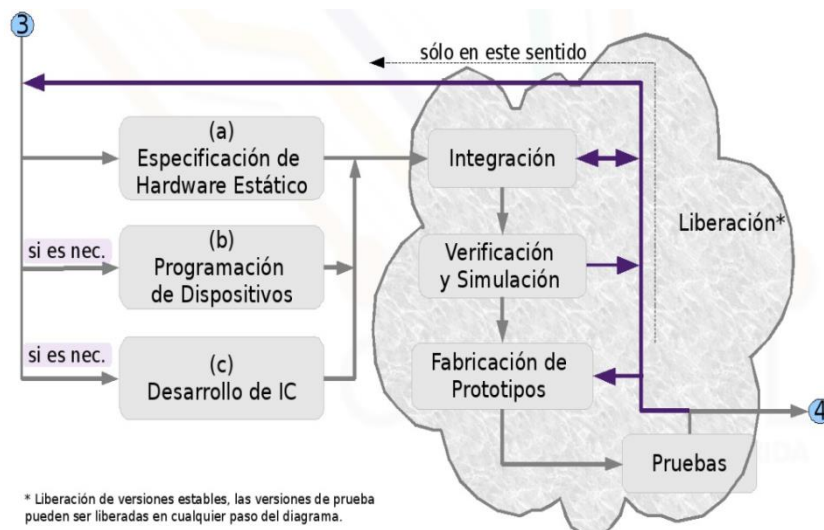 3
sólo en este sentido
(a)
Especificación de
Hardware Estático
Integración
Liberación*
si es nec.
(b)
Programación
de Dispositivos
Verificación
y Simulación
si es nec.
(c)
Desarrollo de IC
Fabricación de
Prototipos
4
Pruebas
* Liberación de versiones estables, las versiones de prueba
pueden ser liberadas en cualquier paso del diagrama.